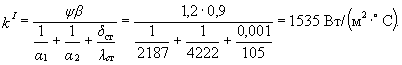 k^I = ψβ / (1/α₁ + 1/α₂ + δ_ст/λ_ст) = 1,2·0,9 / (1/2187 + 1/4222 + 0,001/105) = 1535 Вт/(м²·°С).